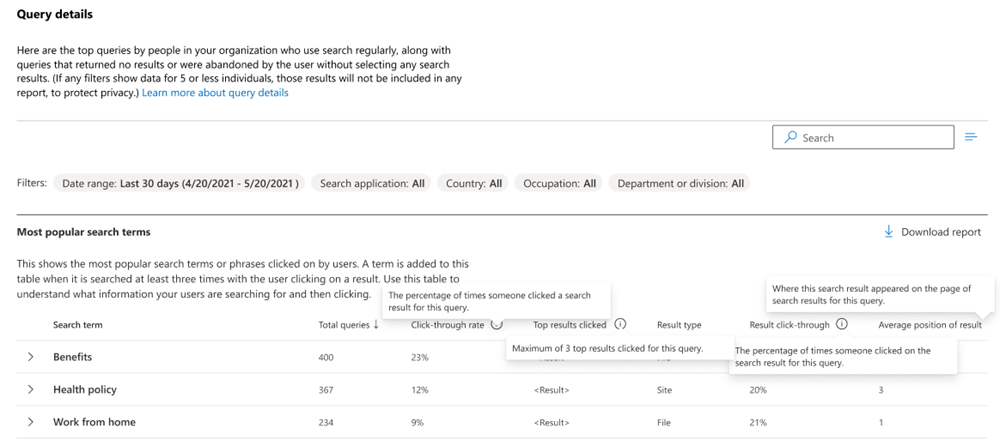 Query details
Here are the top queries by people in your organization who use search regularly, along with
queries that returned no results or were abandoned by the user without selecting any search
results. (If any filters show data for 5 or less individuals, those results will not be included in any
report, to protect privacy.) Learn more about query details
Search
Filters: Date range: Last 30 days (4/20/2021 - 5/20/2021 ) Search application: All Country: All Occupation: All Department or division: All
Most popular search terms Download report
This shows the most popular search terms or phrases clicked on by users. A term is added to this
table when it is searched at least three times with the user clicking on a result. Use this table to
understand what information your users are searching for and then clicking.
The percentage of times someone clicked a search
result for this query.
Where this search result appeared on the page of
search results for this query.
Search term Total queries ↓ Click-through rate Top results clicked Result type Result click-through Average position of result
Maximum of 3 top results clicked for this query.
The percentage of times someone clicked on the
search result for this query.
Benefits 400 23%
Health policy 367 12% <Result> Site 20% 3
Work from home 234 9% <Result> File 21% 1